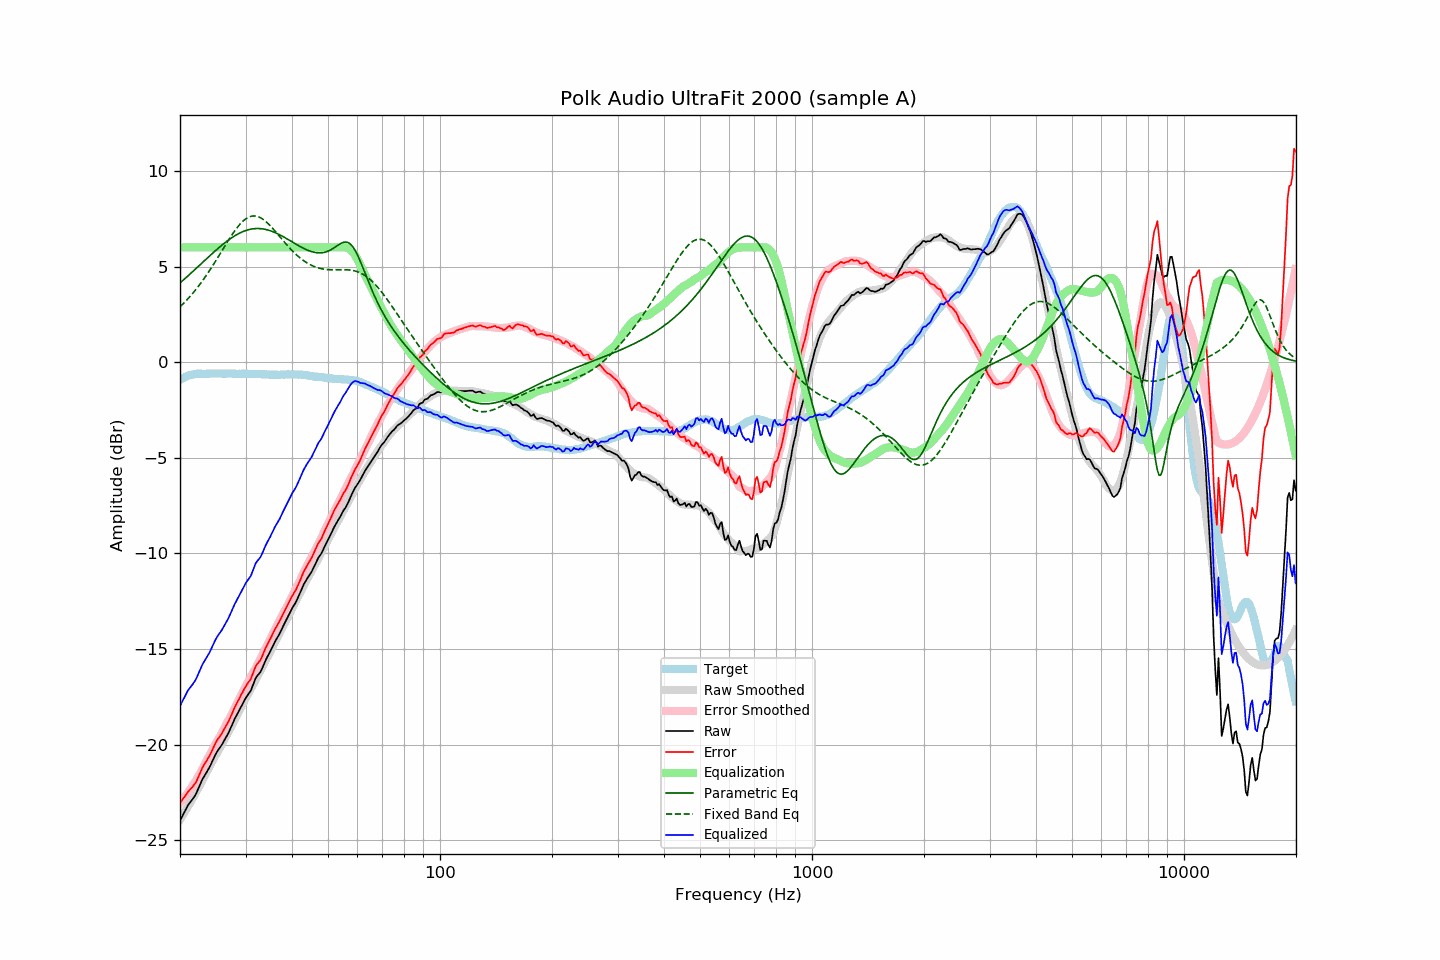 Polk Audio UltraFit 2000 (sample A)
10
5
0
−5
−10
−15
−20
−25
Amplitude (dBr)
Target
Raw Smoothed
Error Smoothed
Raw
Error
Equalization
Parametric Eq
Fixed Band Eq
Equalized
100
1000
10000
Frequency (Hz)